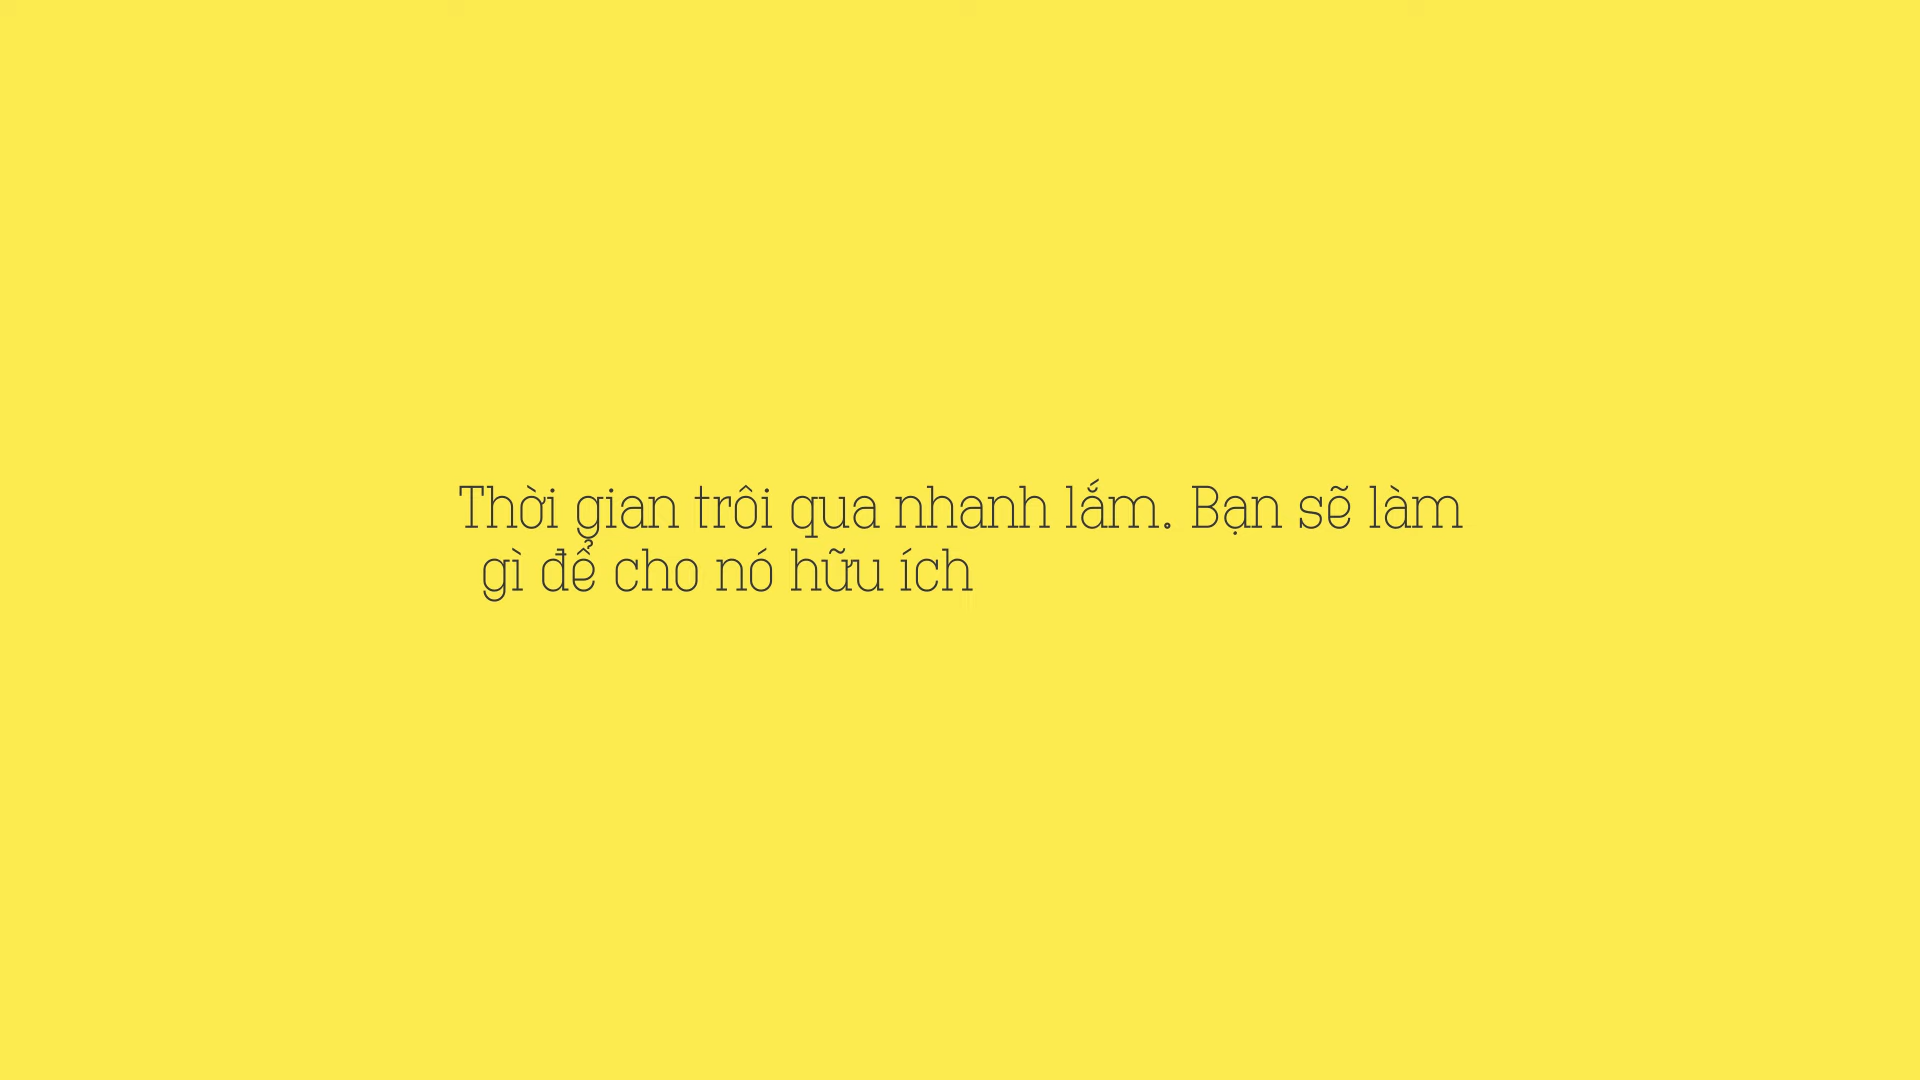 Thời gian trôi qua nhanh lắm. Bạn sẽ làm
gì để cho nó hữu ích